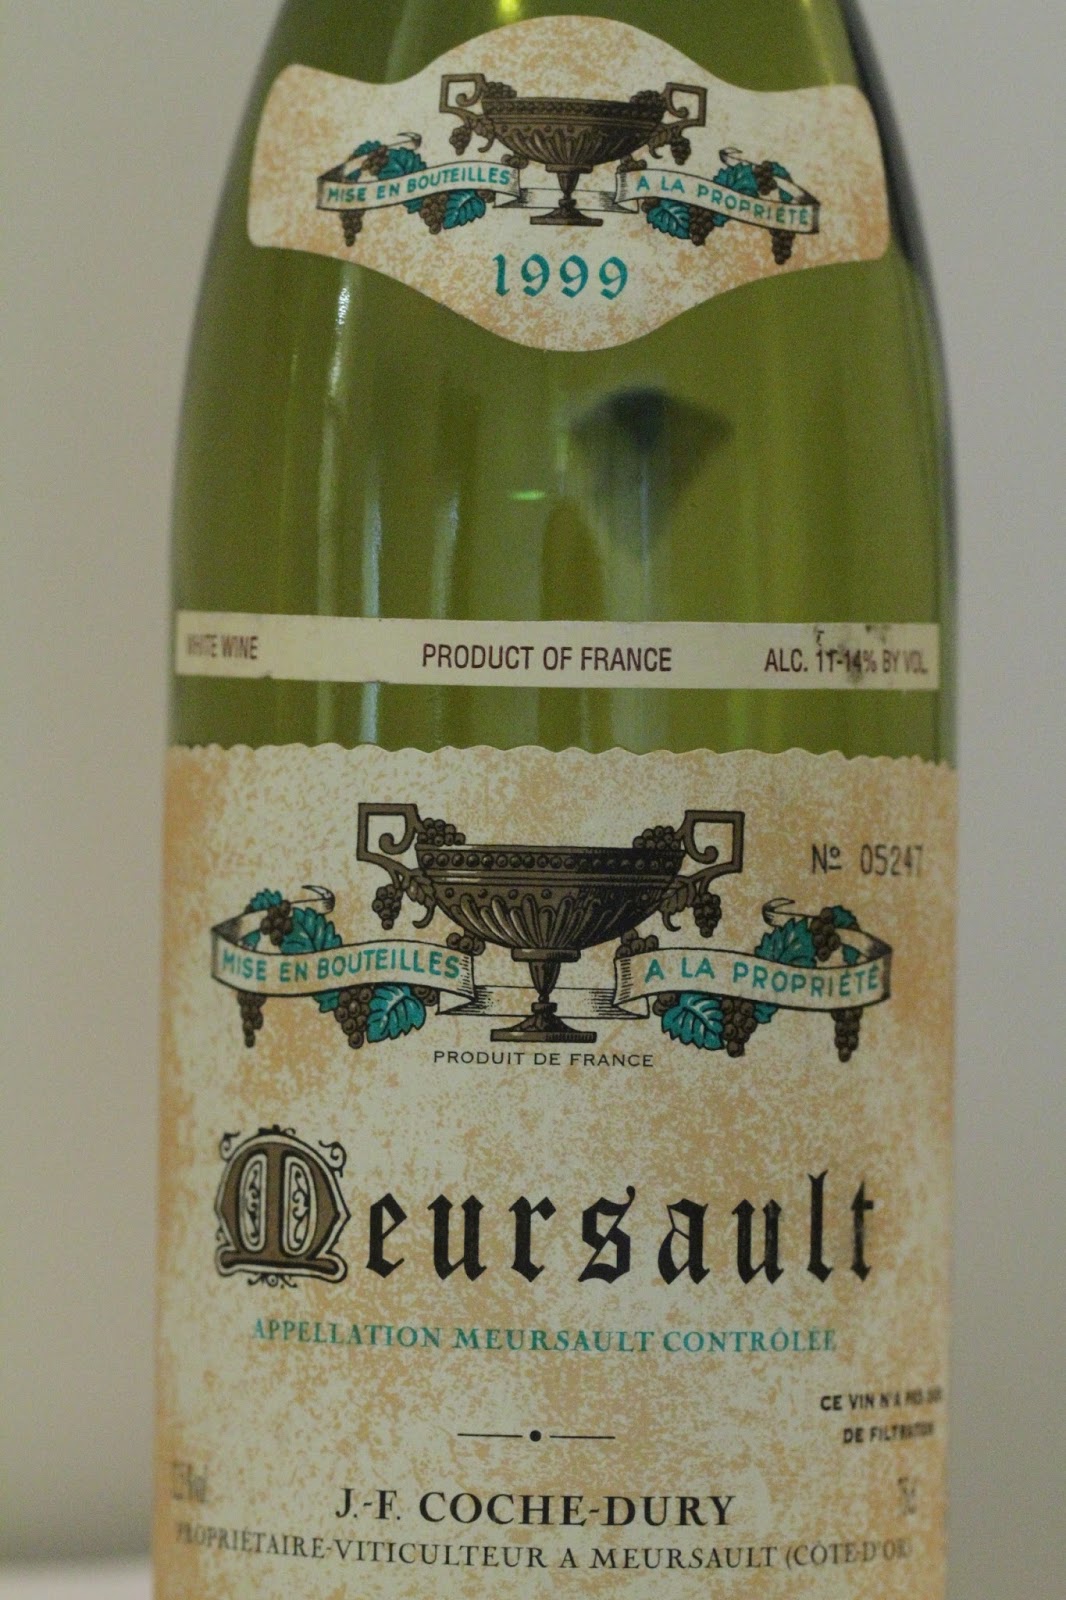 MISE EN BOUTEILLES A LA PROPRIÉTÉ
1999
WHITE WINE PRODUCT OF FRANCE ALC. 11-14% BY VOL.
Nº 05247
MISE EN BOUTEILLES A LA PROPRIÉTÉ
PRODUIT DE FRANCE
Meursault
APPELLATION MEURSAULT CONTRÔLÉE
CE VIN N'A
DE FILTRATION
J.-F. COCHE-DURY
PROPRIÉTAIRE-VITICULTEUR A MEURSAULT (CÔTE-D'OR)